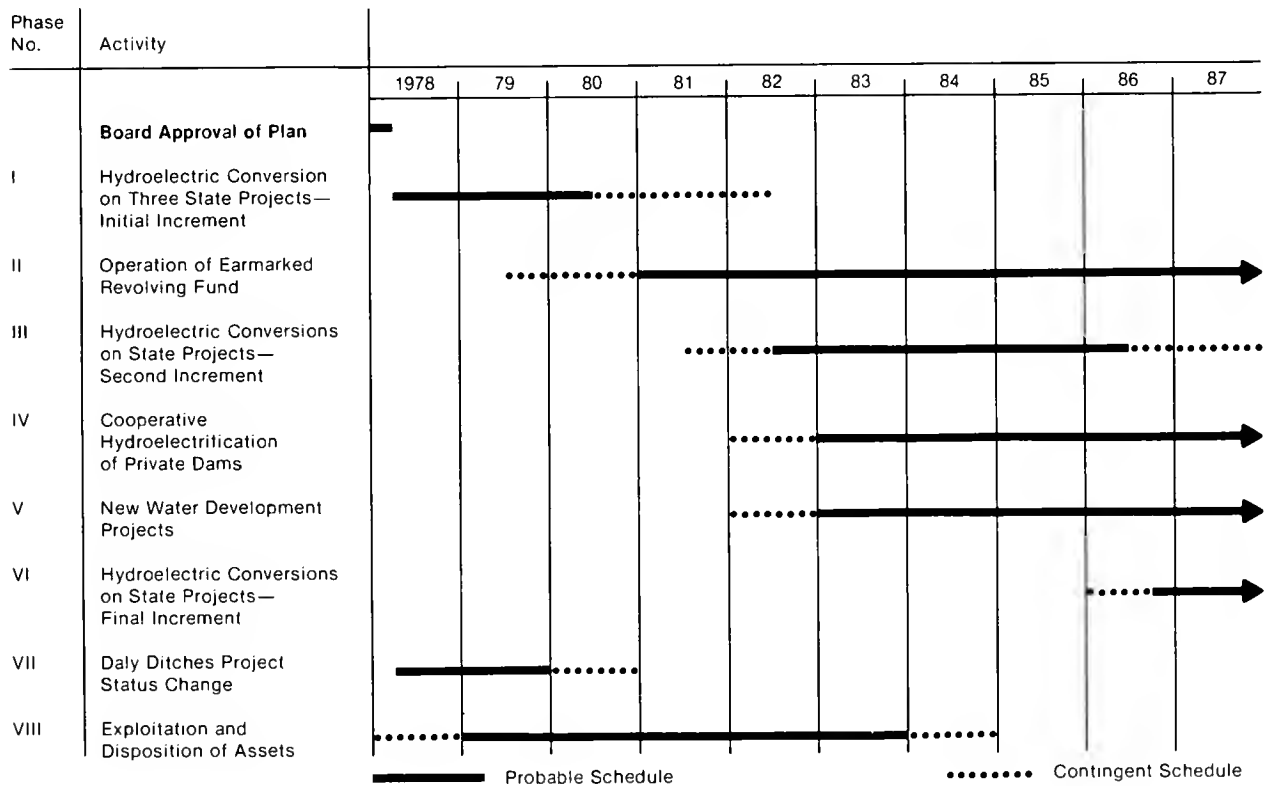 Phase
No.
Activity
1978 79 80 81 82 83 84 85 86 87
Board Approval of Plan
I Hydroelectric Conversion
on Three State Projects—
Initial Increment
II Operation of Earmarked
Revolving Fund
III Hydroelectric Conversions
on State Projects—
Second Increment
IV Cooperative
Hydroelectrification
of Private Dams
V New Water Development
Projects
VI Hydroelectric Conversions
on State Projects—
Final Increment
VII Daly Ditches Project
Status Change
VIII Exploitation and
Disposition of Assets
Probable Schedule
Contingent Schedule